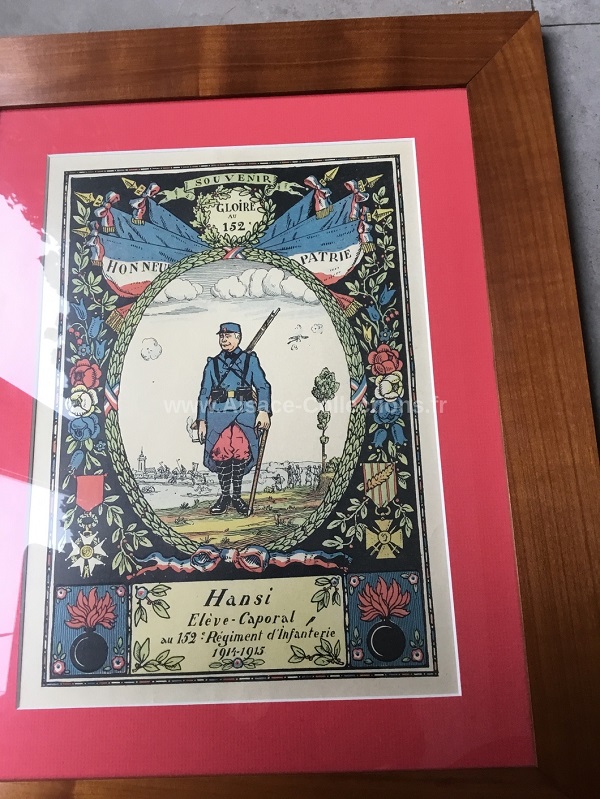 SOUVENIR
GLOIRE
AU
152
HONNEU
PATRIE
www.Alsace-Collections.fr
Hansi
Elève-Caporal
au 152e Régiment d'Infanterie
1914-1915